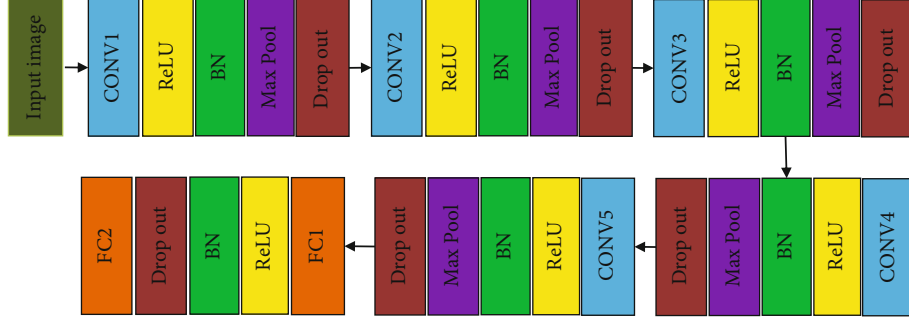 Input image
CONV1
ReLU
BN
Max Pool
Drop out
CONV2
ReLU
BN
Max Pool
Drop out
CONV3
ReLU
BN
Max Pool
Drop out
CONV4
ReLU
BN
Max Pool
Drop out
CONV5
ReLU
BN
Max Pool
Drop out
FC1
ReLU
BN
Drop out
FC2